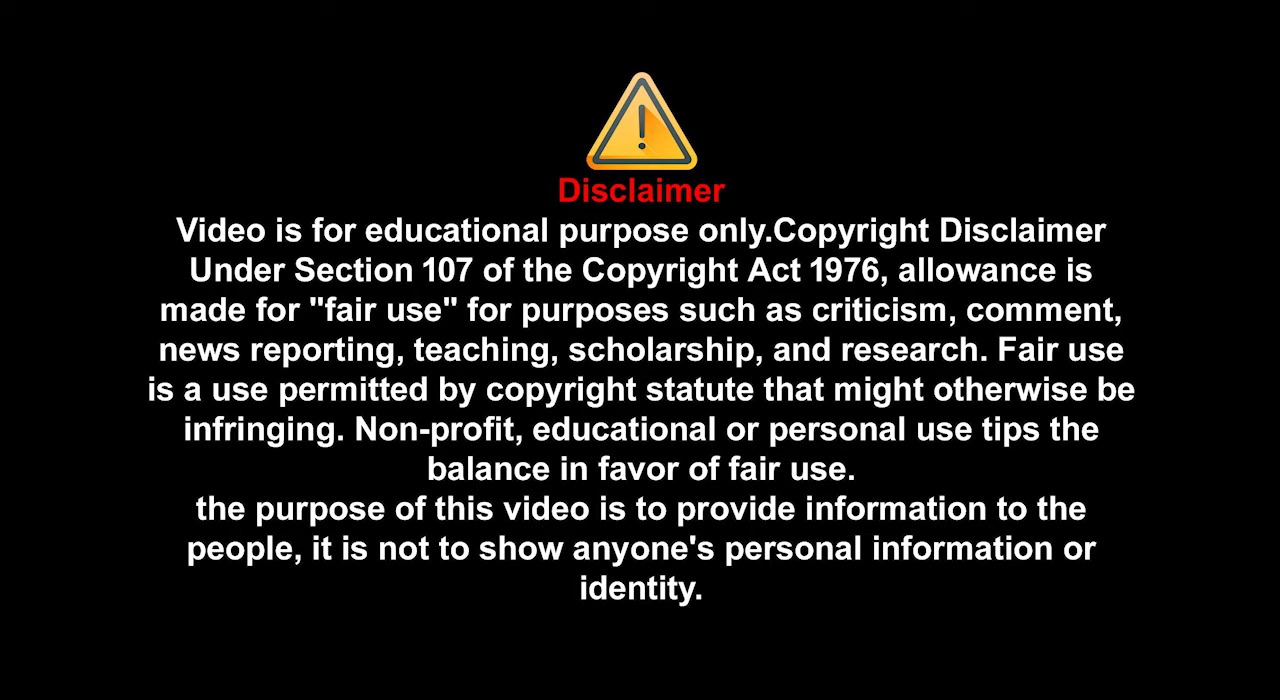 Disclaimer
Video is for educational purpose only.Copyright Disclaimer
Under Section 107 of the Copyright Act 1976, allowance is
made for "fair use" for purposes such as criticism, comment,
news reporting, teaching, scholarship, and research. Fair use
is a use permitted by copyright statute that might otherwise be
infringing. Non-profit, educational or personal use tips the
balance in favor of fair use.
the purpose of this video is to provide information to the
people, it is not to show anyone's personal information or
identity.